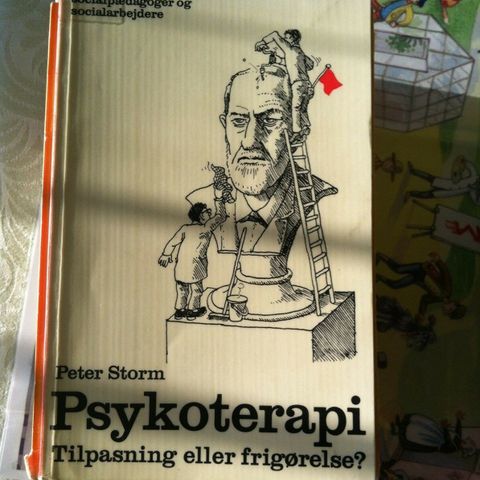 socialpædagoger og
socialarbejdere
Peter Storm
Psykoterapi
Tilpasning eller frigørelse?